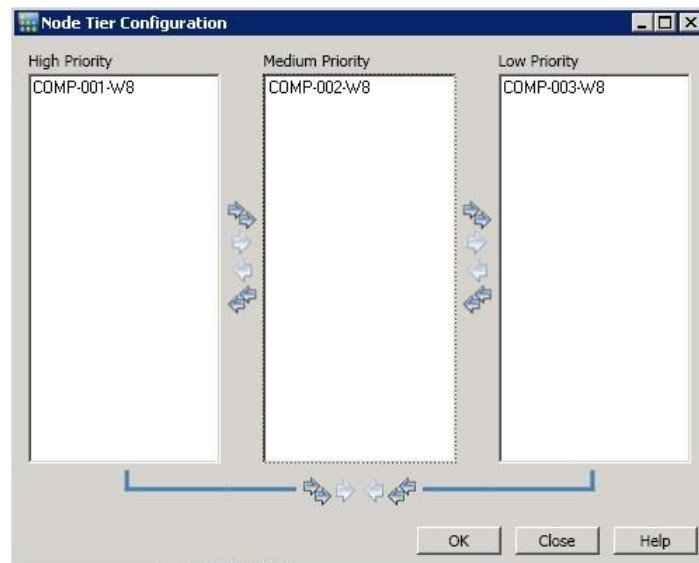 Node Tier Configuration
High Priority
Medium Priority
Low Priority
COMP-001-W8
COMP-002-W8
COMP-003-W8
OK
Close
Help